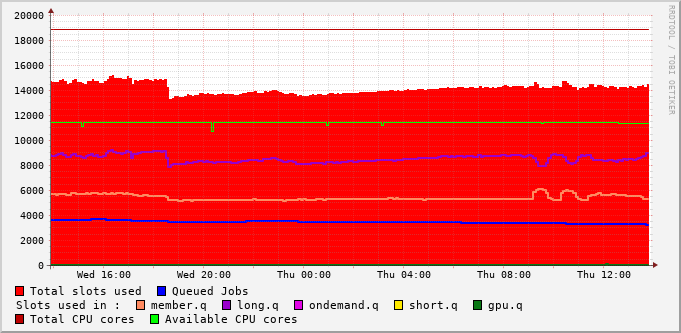 20000
18000
16000
14000
12000
10000
8000
6000
4000
2000
0
Wed 16:00 Wed 20:00 Thu 00:00 Thu 04:00 Thu 08:00 Thu 12:00
Total slots used Queued Jobs
Slots used in : member.q long.q ondemand.q short.q gpu.q
Total CPU cores Available CPU cores
RRDTOOL / TOBI OETIKER